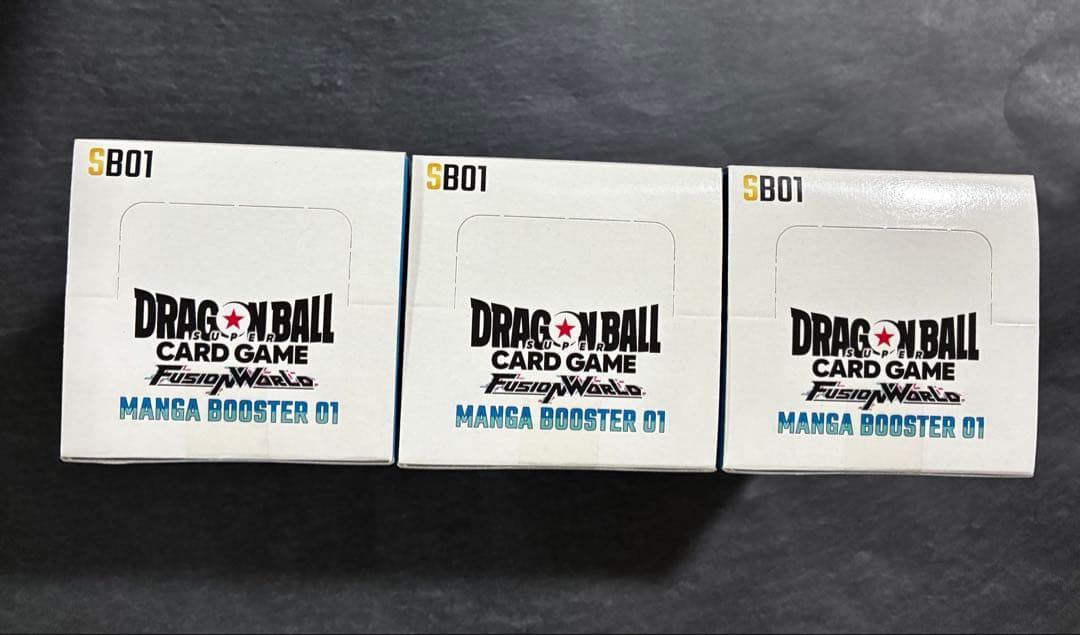 SB01
DRAGON BALL
SUPER
CARD GAME
FUSION WORLD
MANGA BOOSTER 01
SB01
DRAGON BALL
SUPER
CARD GAME
FUSION WORLD
MANGA BOOSTER 01
SB01
DRAGON BALL
SUPER
CARD GAME
FUSION WORLD
MANGA BOOSTER 01